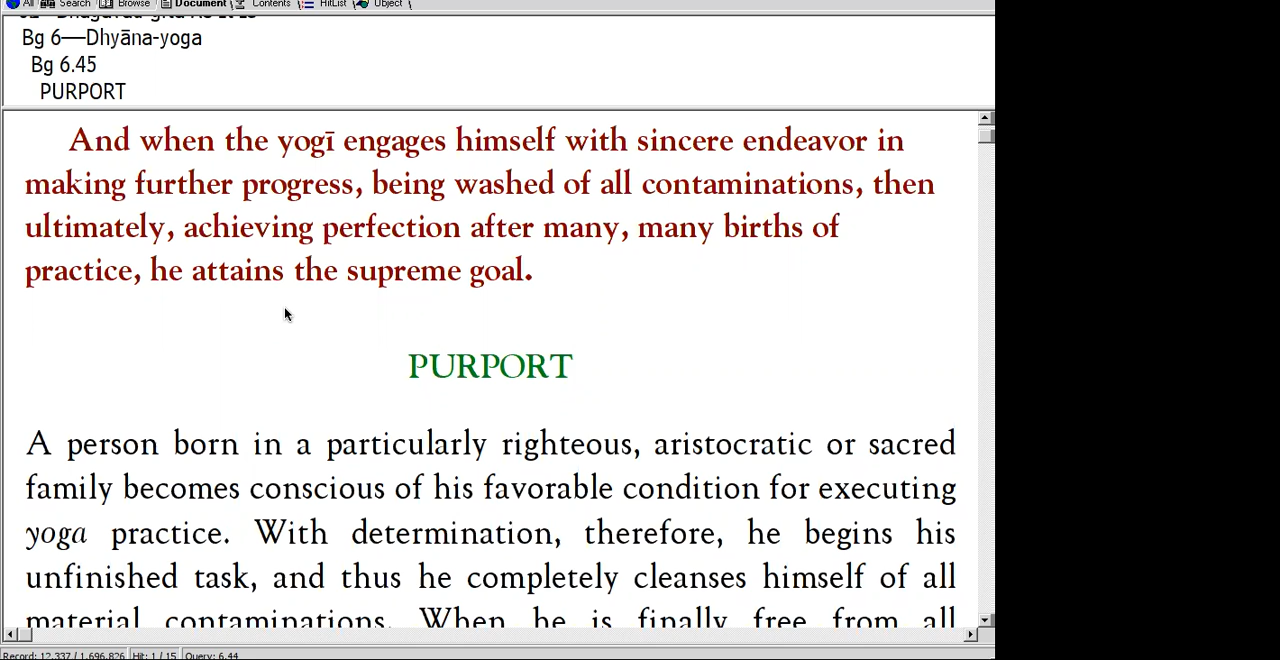 All Search Browse Document Contents HitList Object
Bg 6—Dhyāna-yoga
Bg 6.45
PURPORT
And when the yogī engages himself with sincere endeavor in
making further progress, being washed of all contaminations, then
ultimately, achieving perfection after many, many births of
practice, he attains the supreme goal.
PURPORT
A person born in a particularly righteous, aristocratic or sacred
family becomes conscious of his favorable condition for executing
yoga practice. With determination, therefore, he begins his
unfinished task, and thus he completely cleanses himself of all
material contaminations. When he is finally free from all
Record: 12,337 / 1,696,826 Hit: 1 / 15 Query: 6.44